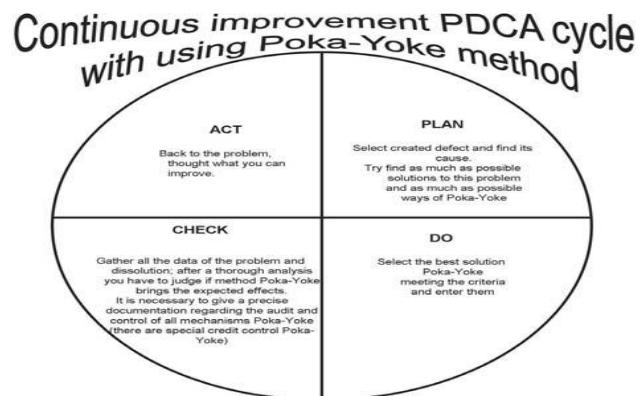 Continuous improvement PDCA cycle
with using Poka-Yoke method
ACT
Back to the problem,
thought what you can
improve.
PLAN
Select created defect and find its
cause.
Try find as much as possible
solutions to this problem
and as much as possible
ways of Poka-Yoke
CHECK
Gather all the data of the problem and
dissolution; after a thorough analysis
you have to judge if method Poka-Yoke
brings the expected effects.
It is necessary to give a precise
documentation regarding the audit and
control of all mechanisms Poka-Yoke
(there are special credit control Poka-
Yoke)
DO
Select the best solution
Poka-Yoke
meeting the criteria
and enter them